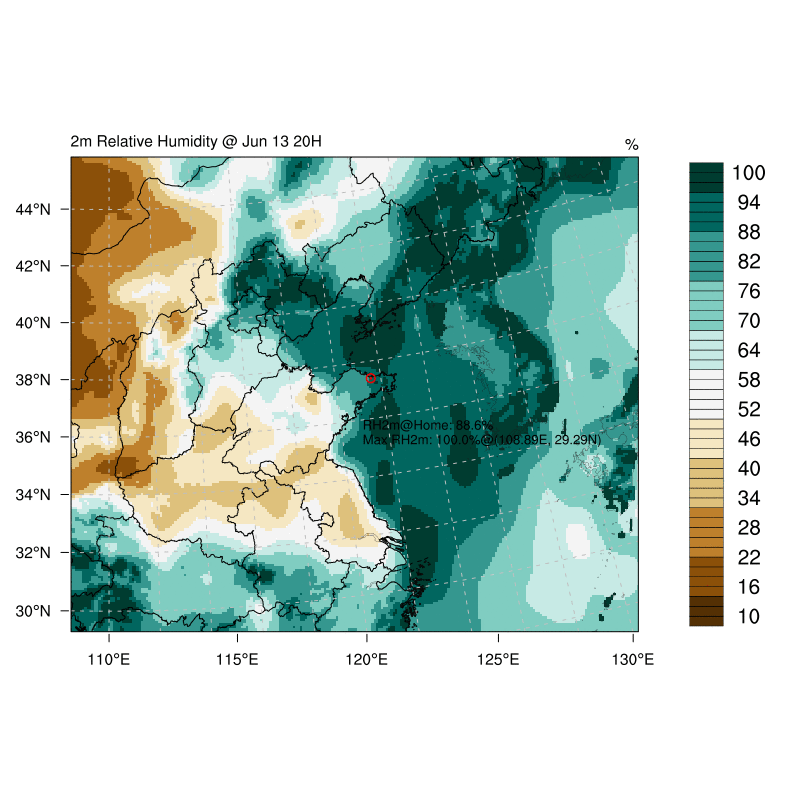 2m Relative Humidity @ Jun 13 20H
%
100
94
88
82
76
70
64
58
52
46
40
34
28
22
16
10
44°N
42°N
40°N
38°N
36°N
34°N
32°N
30°N
RH2m@Home: 88.6%
Max RH2m: 100.0%@(108.89E, 29.29N)
110°E
115°E
120°E
125°E
130°E